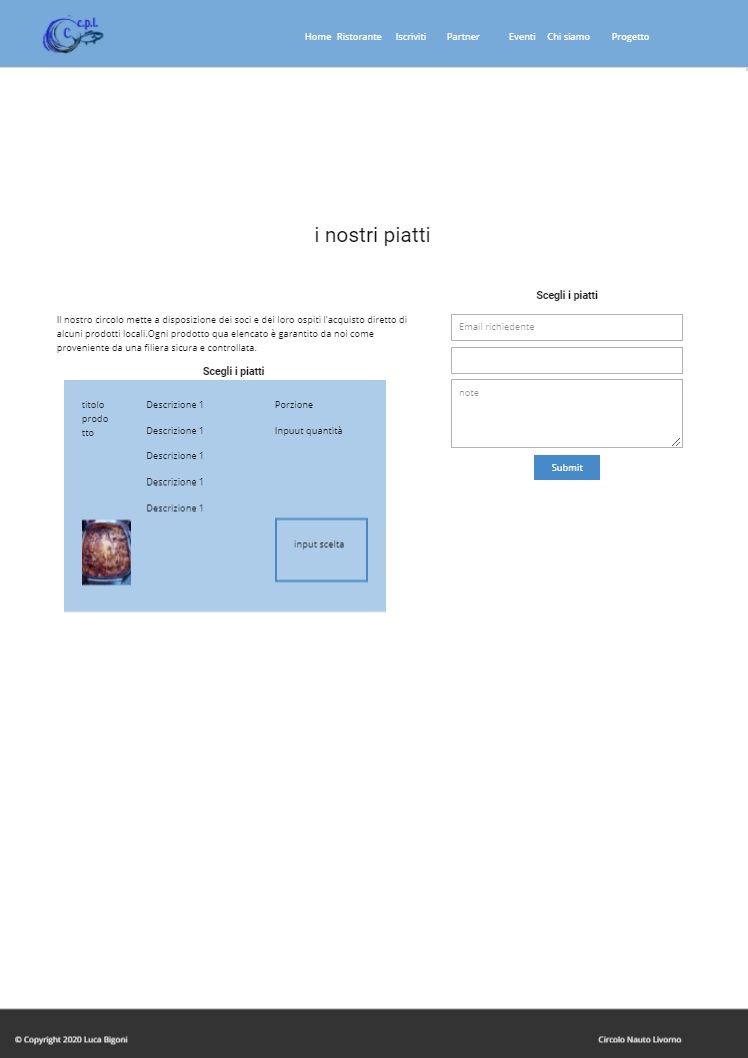 c.p.l.
C
Home Ristorante Iscriviti Partner Eventi Chi siamo Progetto
i nostri piatti
Il nostro circolo mette a disposizione dei soci e dei loro ospiti l'acquisto diretto di
alcuni prodotti locali.Ogni prodotto qua elencato è garantito da noi come
proveniente da una filiera sicura e controllata.
Scegli i piatti
titolo
prodo
tto
Descrizione 1
Descrizione 1
Descrizione 1
Descrizione 1
Descrizione 1
Porzione
Inpuut quantità
input scelta
Scegli i piatti
Email richiedente
note
Submit
© Copyright 2020 Luca Bigoni
Circolo Nauto Livorno